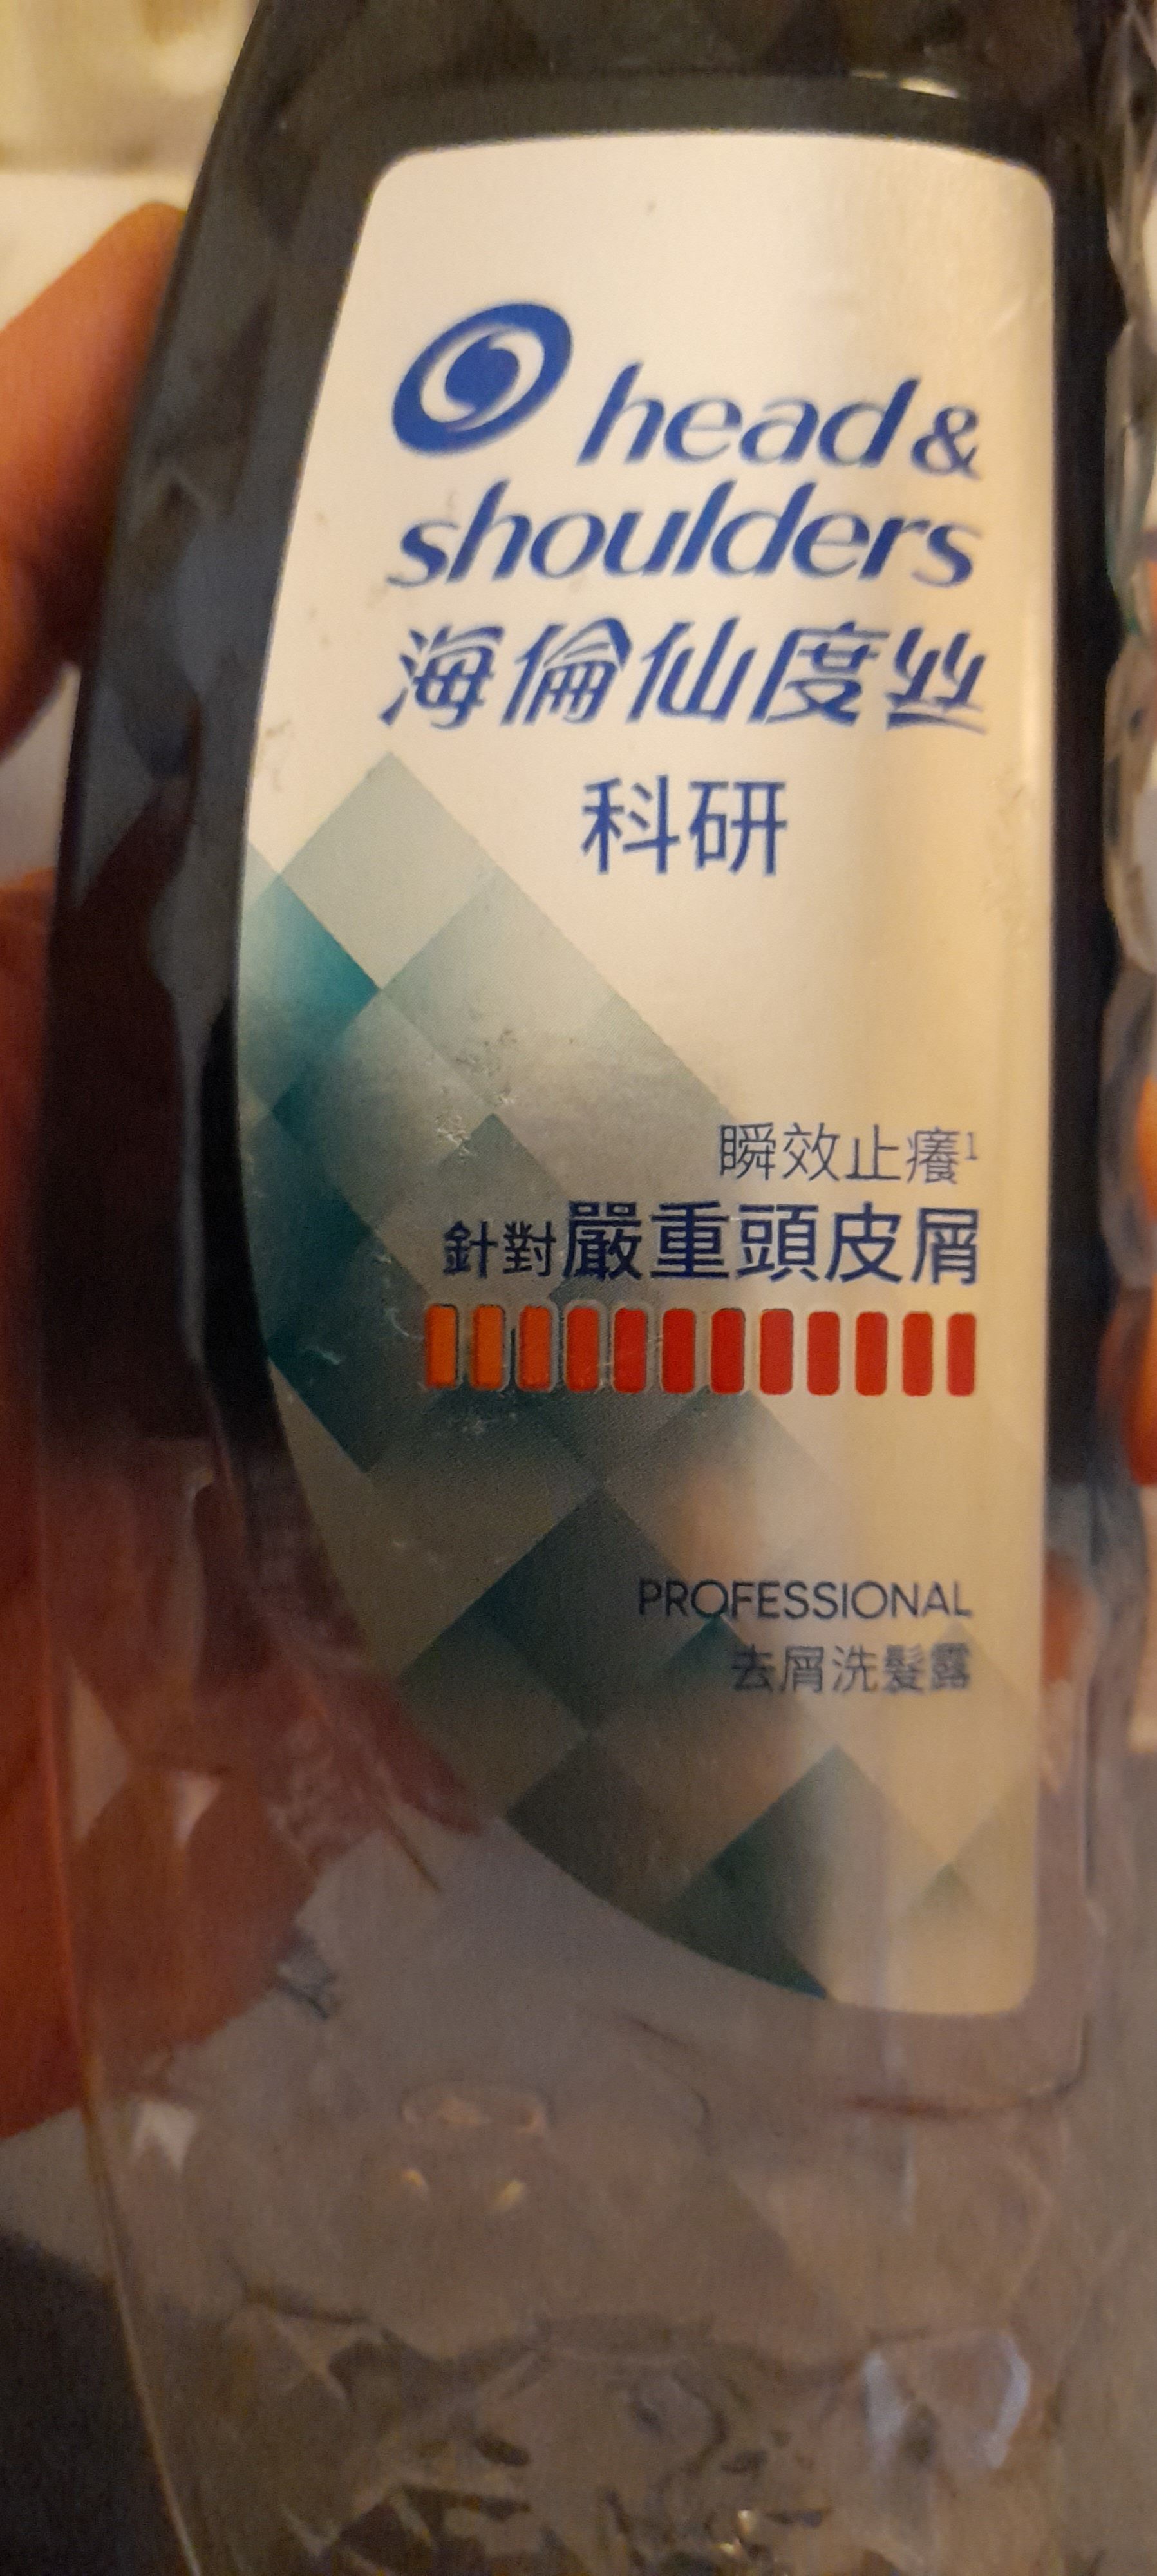 head &
shoulders
海倫仙度丝
科研
瞬效止癢¹
針對嚴重頭皮屑
PROFESSIONAL
去屑洗髮露